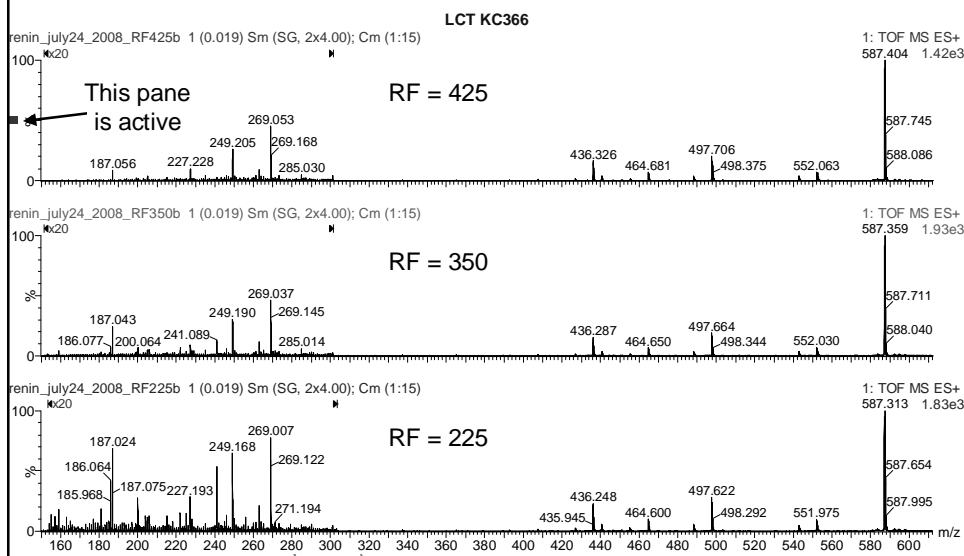 LCT KC366
renin_july24_2008_RF425b 1 (0.019) Sm (SG, 2x4.00); Cm (1:15)
1: TOF MS ES+
x20
587.404 1.42e3
100
This pane
is active
RF = 425
269.053
587.745
249.205
269.168
497.706
436.326
187.056
227.228
285.030
464.681
498.375
552.063
588.086
0
renin_july24_2008_RF350b 1 (0.019) Sm (SG, 2x4.00); Cm (1:15)
1: TOF MS ES+
x20
587.359 1.93e3
100
RF = 350
%
269.037
587.711
187.043
249.190
269.145
497.664
186.077
200.064
241.089
285.014
436.287
464.650
498.344
552.030
588.040
0
renin_july24_2008_RF225b 1 (0.019) Sm (SG, 2x4.00); Cm (1:15)
1: TOF MS ES+
x20
587.313 1.83e3
100
RF = 225
187.024
249.168
269.007
%
186.064
269.122
587.654
185.968
187.075
227.193
271.194
436.248
497.622
435.945
464.600
498.292
551.975
587.995
0
160 180 200 220 240 260 280 300 320 340 360 380 400 420 440 460 480 500 520 540 560 580 600 m/z